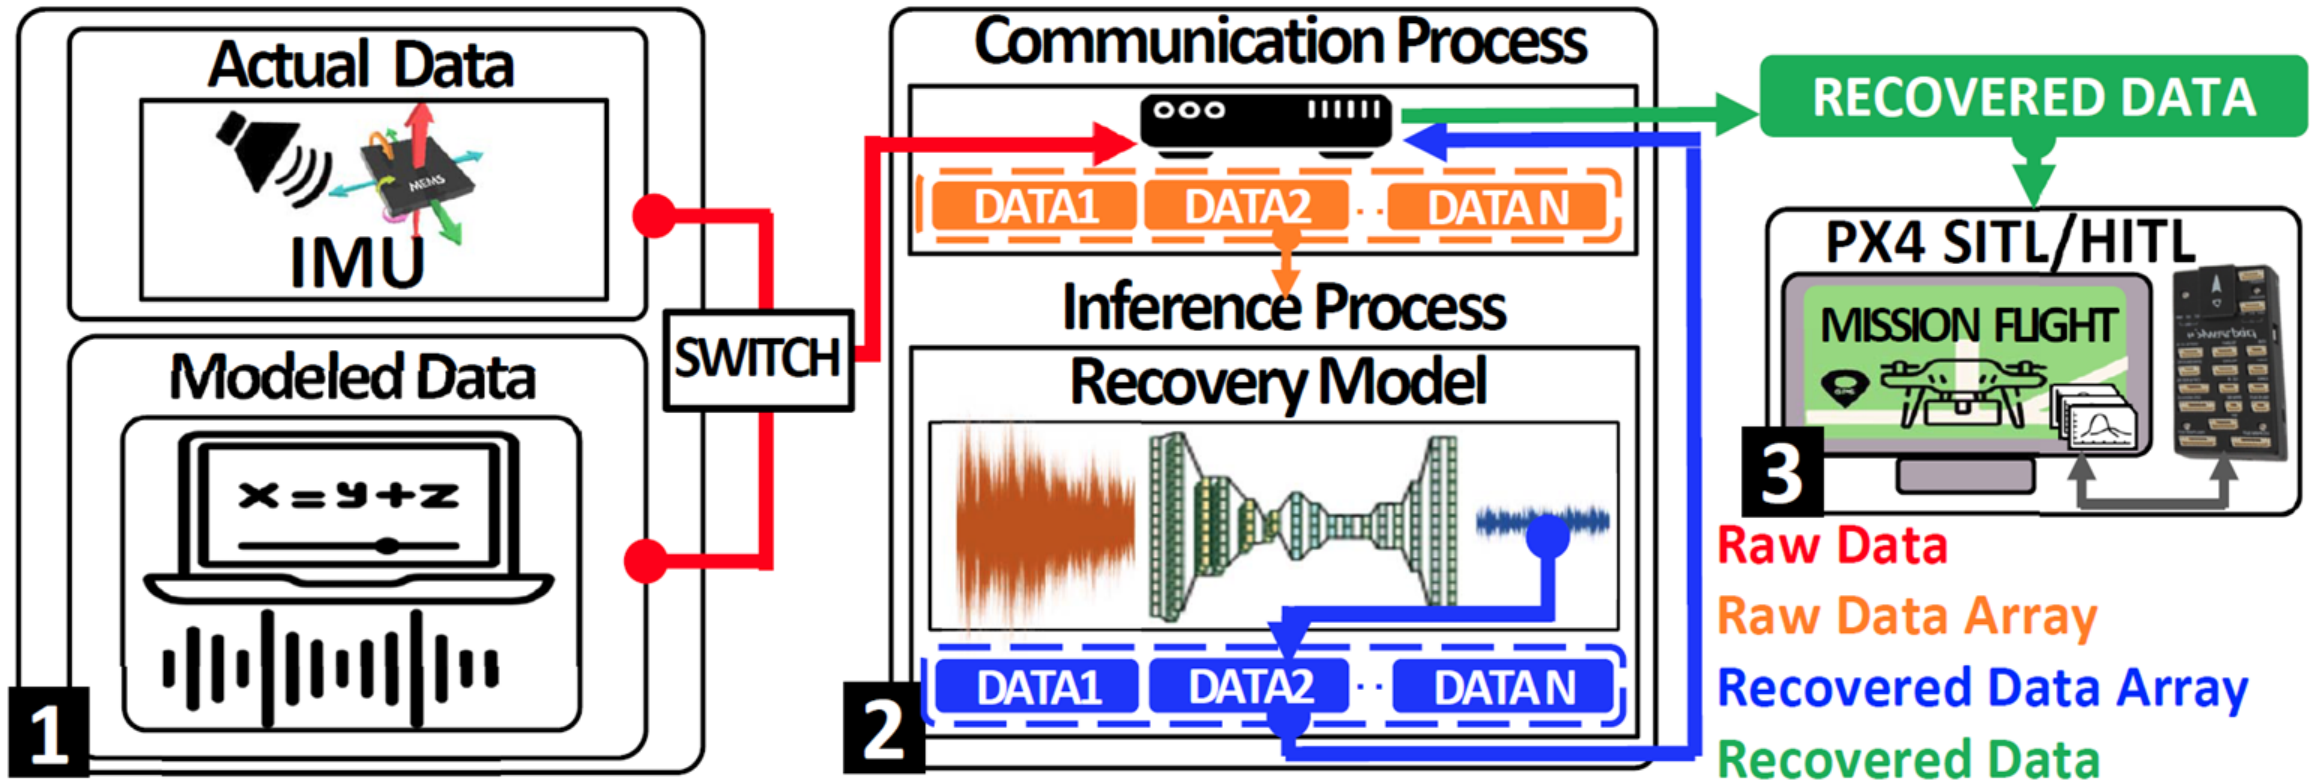 Actual Data
MEMS
IMU
Modeled Data
x=y+z
1
SWITCH
Communication Process
DATA1 DATA2 .. DATA N
Inference Process
Recovery Model
DATA1 DATA2 .. DATA N
2
RECOVERED DATA
PX4 SITL/HITL
MISSION FLIGHT
3
Raw Data
Raw Data Array
Recovered Data Array
Recovered Data